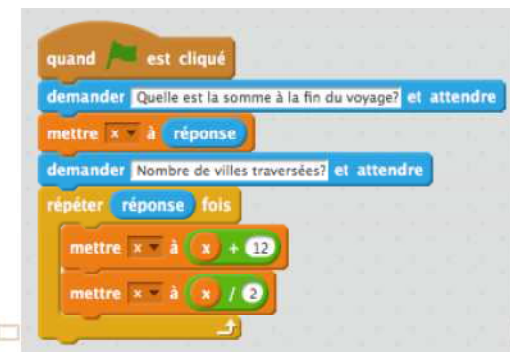 quand est cliqué
demander Quelle est la somme à la fin du voyage? et attendre
mettre x à réponse
demander Nombre de villes traversées? et attendre
répéter réponse fois
mettre x à x + 12
mettre x à x / 2